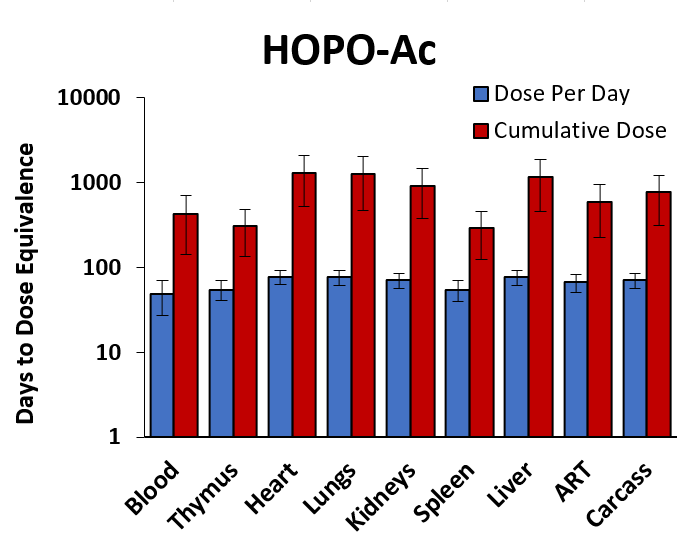 HOPO-Ac
Dose Per Day
Cumulative Dose
Days to Dose Equivalence
10000
1000
100
10
1
Blood
Thymus
Heart
Lungs
Kidneys
Spleen
Liver
ART
Carcass